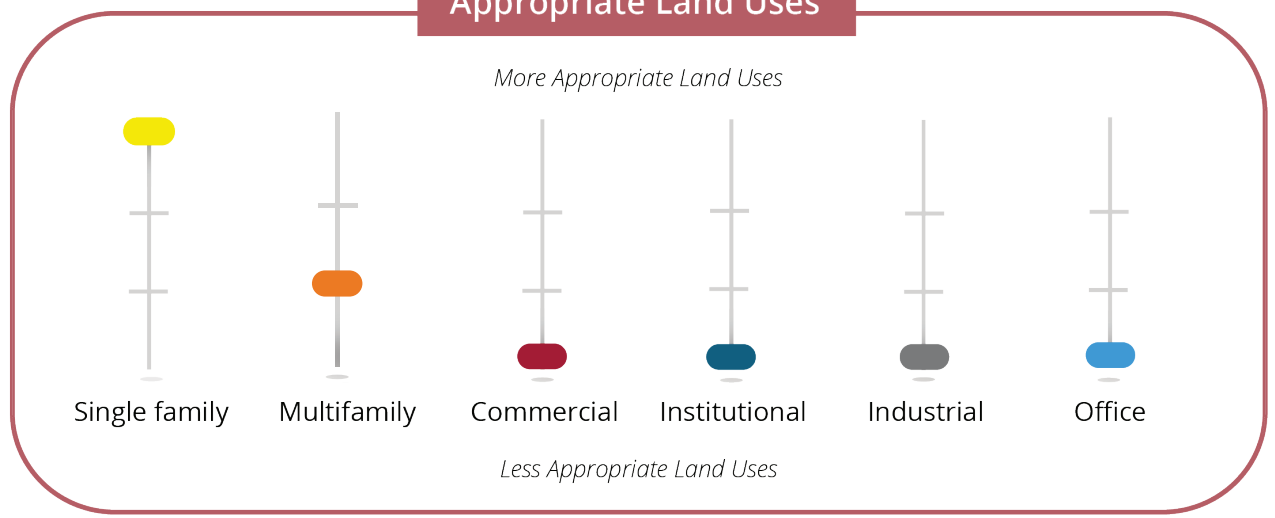 Appropriate Land Uses
More Appropriate Land Uses
Single family Multifamily Commercial Institutional Industrial Office
Less Appropriate Land Uses